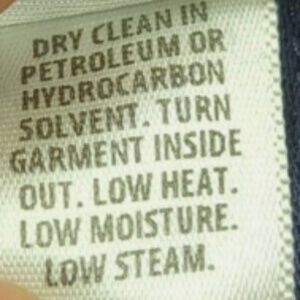 DRY CLEAN IN
PETROLEUM OR
HYDROCARBON
SOLVENT. TURN
GARMENT INSIDE
OUT. LOW HEAT.
LOW MOISTURE.
LOW STEAM.